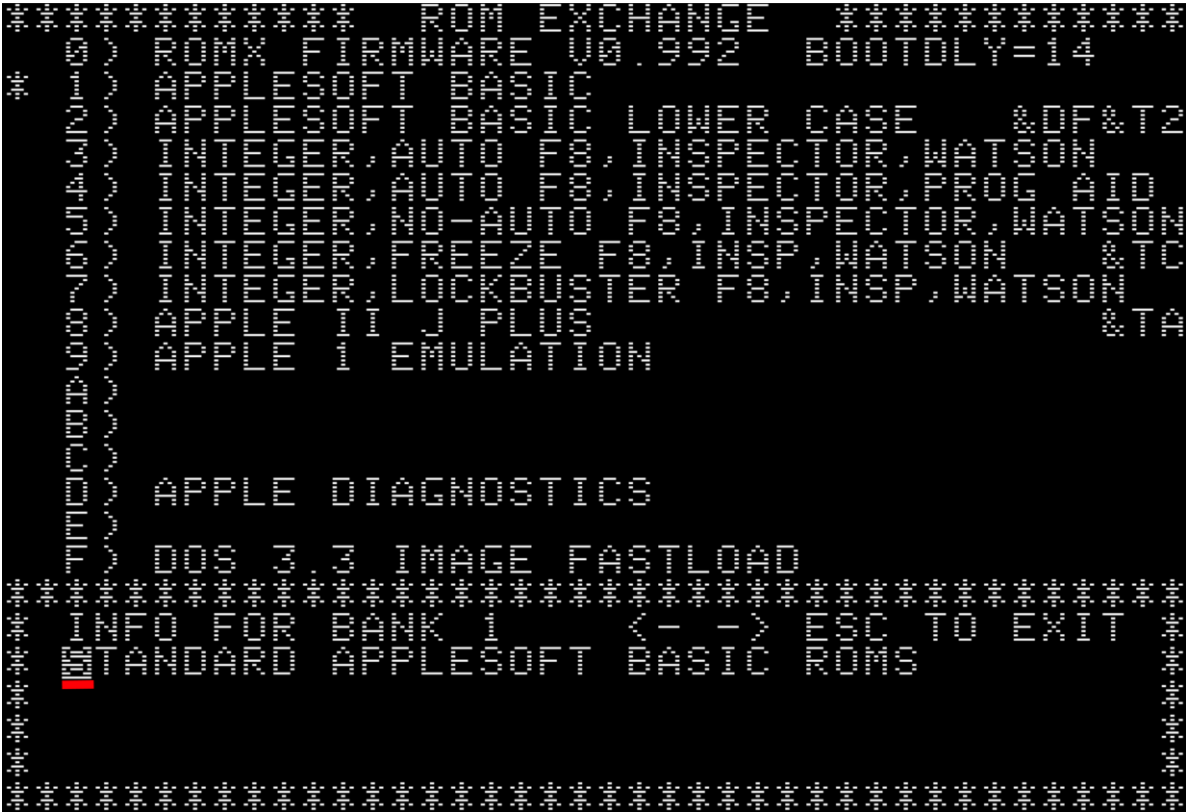 ************ ROM EXCHANGE ************
0) ROMX FIRMWARE V0.992 BOOTDLY=14
* 1) APPLESOFT BASIC
2) APPLESOFT BASIC LOWER CASE &DF&T2
3) INTEGER,AUTO F8,INSPECTOR,WATSON
4) INTEGER,AUTO F8,INSPECTOR,PROG AID
5) INTEGER,NO-AUTO F8,INSPECTOR,WATSON
6) INTEGER,FREEZE F8,INSP,WATSON &TC
7) INTEGER,LOCKBUSTER F8,INSP,WATSON
8) APPLE II J PLUS &TA
9) APPLE 1 EMULATION
A)
B)
C)
D) APPLE DIAGNOSTICS
E)
F) DOS 3.3 IMAGE FASTLOAD
****************************************
* INFO FOR BANK 1 <- -> ESC TO EXIT *
* STANDARD APPLESOFT BASIC ROMS *
* *
* *
* *
****************************************